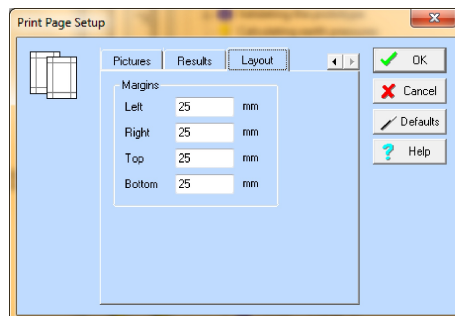 Print Page Setup
Pictures Results Layout
Margins
Left 25 mm
Right 25 mm
Top 25 mm
Bottom 25 mm
OK
Cancel
Defaults
Help